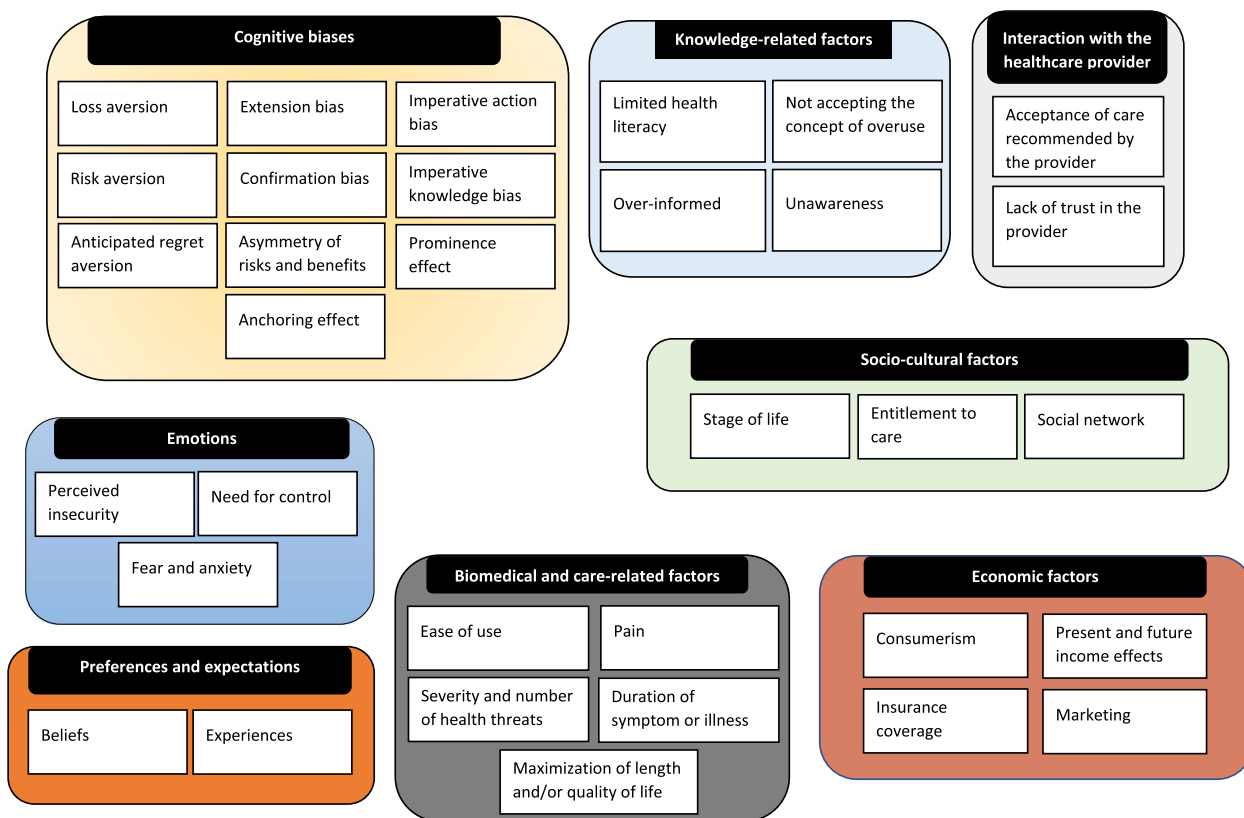 Cognitive biases
Loss aversion
Extension bias
Imperative action
bias
Risk aversion
Confirmation bias
Imperative
knowledge bias
Anticipated regret
aversion
Asymmetry of
risks and benefits
Prominence
effect
Anchoring effect
Knowledge-related factors
Limited health
literacy
Not accepting the
concept of overuse
Over-informed
Unawareness
Interaction with the
healthcare provider
Acceptance of care
recommended by
the provider
Lack of trust in the
provider
Socio-cultural factors
Stage of life
Entitlement to
care
Social network
Emotions
Perceived
insecurity
Need for control
Fear and anxiety
Biomedical and care-related factors
Ease of use
Pain
Severity and number
of health threats
Duration of
symptom or illness
Maximization of length
and/or quality of life
Economic factors
Consumerism
Present and future
income effects
Insurance
coverage
Marketing
Preferences and expectations
Beliefs
Experiences